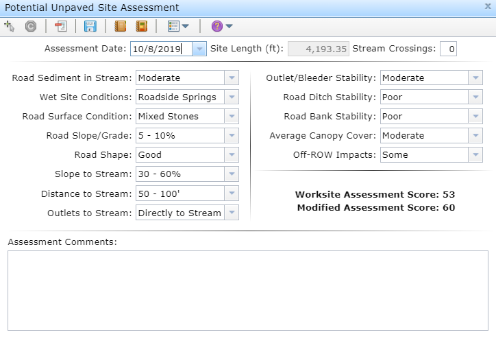 Potential Unpaved Site Assessment
Assessment Date: 10/8/2019 Site Length (ft): 4,193.35 Stream Crossings: 0
Road Sediment in Stream: Moderate
Wet Site Conditions: Roadside Springs
Road Surface Condition: Mixed Stones
Road Slope/Grade: 5 - 10%
Road Shape: Good
Slope to Stream: 30 - 60%
Distance to Stream: 50 - 100'
Outlets to Stream: Directly to Stream
Outlet/Bleeder Stability: Moderate
Road Ditch Stability: Poor
Road Bank Stability: Poor
Average Canopy Cover: Moderate
Off-ROW Impacts: Some
Worksite Assessment Score: 53
Modified Assessment Score: 60
Assessment Comments: